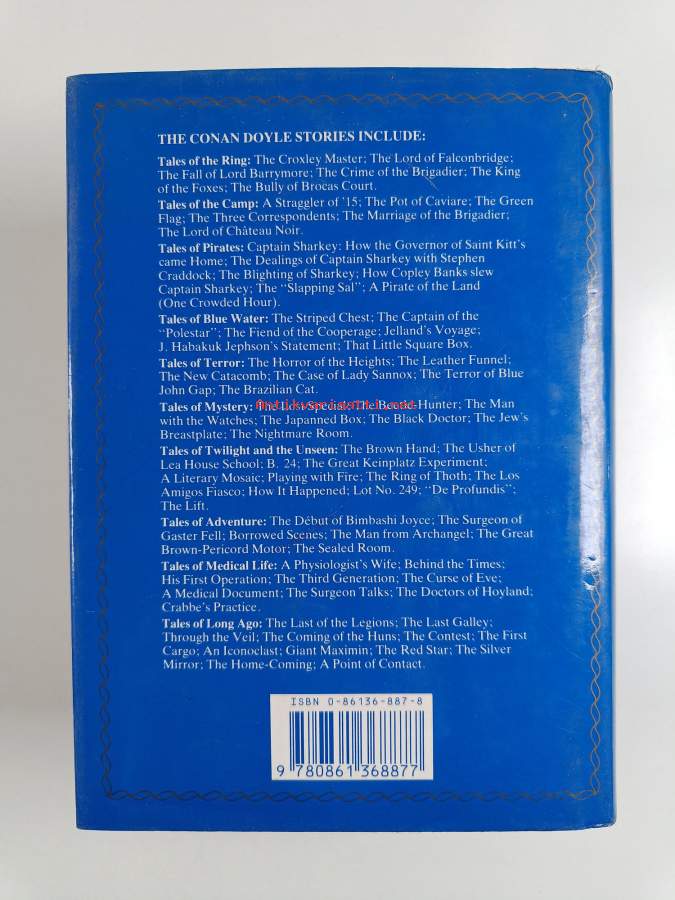 THE CONAN DOYLE STORIES INCLUDE:
Tales of the Ring: The Croxley Master; The Lord of Falconbridge;
The Fall of Lord Barrymore; The Crime of the Brigadier; The King
of the Foxes; The Bully of Brocas Court.
Tales of the Camp: A Straggler of '15; The Pot of Caviare; The Green
Flag; The Three Correspondents; The Marriage of the Brigadier;
The Lord of Château Noir.
Tales of Pirates: Captain Sharkey: How the Governor of Saint Kitt's
came Home; The Dealings of Captain Sharkey with Stephen
Craddock; The Blighting of Sharkey; How Copley Banks slew
Captain Sharkey; The "Slapping Sal"; A Pirate of the Land
(One Crowded Hour).
Tales of Blue Water: The Striped Chest; The Captain of the
"Polestar"; The Fiend of the Cooperage; Jelland's Voyage;
J. Habakuk Jephson's Statement; That Little Square Box.
Tales of Terror: The Horror of the Heights; The Leather Funnel;
The New Catacomb; The Case of Lady Sannox; The Terror of Blue
John Gap; The Brazilian Cat.
Tales of Mystery: The Lost Special; The Beetle-Hunter; The Man
with the Watches; The Japanned Box; The Black Doctor; The Jew's
Breastplate; The Nightmare Room.
Tales of Twilight and the Unseen: The Brown Hand; The Usher of
Lea House School; B. 24; The Great Keinplatz Experiment;
A Literary Mosaic; Playing with Fire; The Ring of Thoth; The Los
Amigos Fiasco; How It Happened; Lot No. 249; "De Profundis";
The Lift.
Tales of Adventure: The Début of Bimbashi Joyce; The Surgeon of
Gaster Fell; Borrowed Scenes; The Man from Archangel; The Great
Brown-Pericord Motor; The Sealed Room.
Tales of Medical Life: A Physiologist's Wife; Behind the Times;
His First Operation; The Third Generation; The Curse of Eve;
A Medical Document; The Surgeon Talks; The Doctors of Hoyland;
Crabbe's Practice.
Tales of Long Ago: The Last of the Legions; The Last Galley;
Through the Veil; The Coming of the Huns; The Contest; The First
Cargo; An Iconoclast; Giant Maximin; The Red Star; The Silver
Mirror; The Home-Coming; A Point of Contact.
ISBN 0-86136-887-8
9 780861 368877